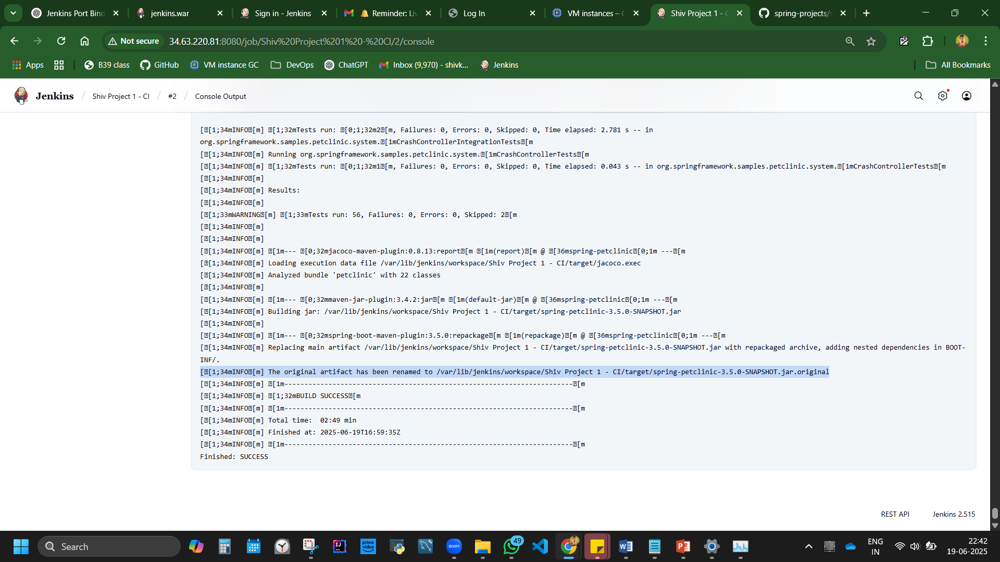 Jenkins Port Bind
jenkins.war
Sign in - Jenkins
Reminder: Liv
Log In
VM instances – C
Shiv Project 1 - C
spring-projects/s
Not secure
34.63.220.81:8080/job/Shiv%20Project%201%20-%20CI/2/console
Apps
B39 class
GitHub
VM instance GC
DevOps
ChatGPT
Inbox (9,970) - shivk...
Jenkins
All Bookmarks
Jenkins / Shiv Project 1 - CI / #2 / Console Output
[[1;34mINFO[m] [1;32mTests run: [0;1;32m2[m, Failures: 0, Errors: 0, Skipped: 0, Time elapsed: 2.781 s -- in
org.springframework.samples.petclinic.system.[1mCrashControllerIntegrationTests[m
[[1;34mINFO[m] Running org.springframework.samples.petclinic.system.[1mCrashControllerTests[m
[[1;34mINFO[m] [1;32mTests run: [0;1;32m1[m, Failures: 0, Errors: 0, Skipped: 0, Time elapsed: 0.043 s -- in org.springframework.samples.petclinic.system.[1mCrashControllerTests[m
[[1;34mINFO[m]
[[1;34mINFO[m] Results:
[[1;34mINFO[m]
[[1;33mWARNING[m] [1;33mTests run: 56, Failures: 0, Errors: 0, Skipped: 2[m
[[1;34mINFO[m]
[[1;34mINFO[m]
[[1;34mINFO[m] [1m--- [0;32mjacoco-maven-plugin:0.8.13:report[m [1m(report)[m @ [36mspring-petclinic[0;1m ---[m
[[1;34mINFO[m] Loading execution data file /var/lib/jenkins/workspace/Shiv Project 1 - CI/target/jacoco.exec
[[1;34mINFO[m] Analyzed bundle 'petclinic' with 22 classes
[[1;34mINFO[m]
[[1;34mINFO[m] [1m--- [0;32mmaven-jar-plugin:3.4.2:jar[m [1m(default-jar)[m @ [36mspring-petclinic[0;1m ---[m
[[1;34mINFO[m] Building jar: /var/lib/jenkins/workspace/Shiv Project 1 - CI/target/spring-petclinic-3.5.0-SNAPSHOT.jar
[[1;34mINFO[m]
[[1;34mINFO[m] [1m--- [0;32mspring-boot-maven-plugin:3.5.0:repackage[m [1m(repackage)[m @ [36mspring-petclinic[0;1m ---[m
[[1;34mINFO[m] Replacing main artifact /var/lib/jenkins/workspace/Shiv Project 1 - CI/target/spring-petclinic-3.5.0-SNAPSHOT.jar with repackaged archive, adding nested dependencies in BOOT-
INF/.
[[1;34mINFO[m] The original artifact has been renamed to /var/lib/jenkins/workspace/Shiv Project 1 - CI/target/spring-petclinic-3.5.0-SNAPSHOT.jar.original
[[1;34mINFO[m] [1m------------------------------------------------------------------------[m
[[1;34mINFO[m] [1;32mBUILD SUCCESS[m
[[1;34mINFO[m] [1m------------------------------------------------------------------------[m
[[1;34mINFO[m] Total time:  02:49 min
[[1;34mINFO[m] Finished at: 2025-06-19T16:59:35Z
[[1;34mINFO[m] [1m------------------------------------------------------------------------[m
Finished: SUCCESS
REST API
Jenkins 2.515
Search
prime video
zoom
49
ENG
IN
22:42
19-06-2025